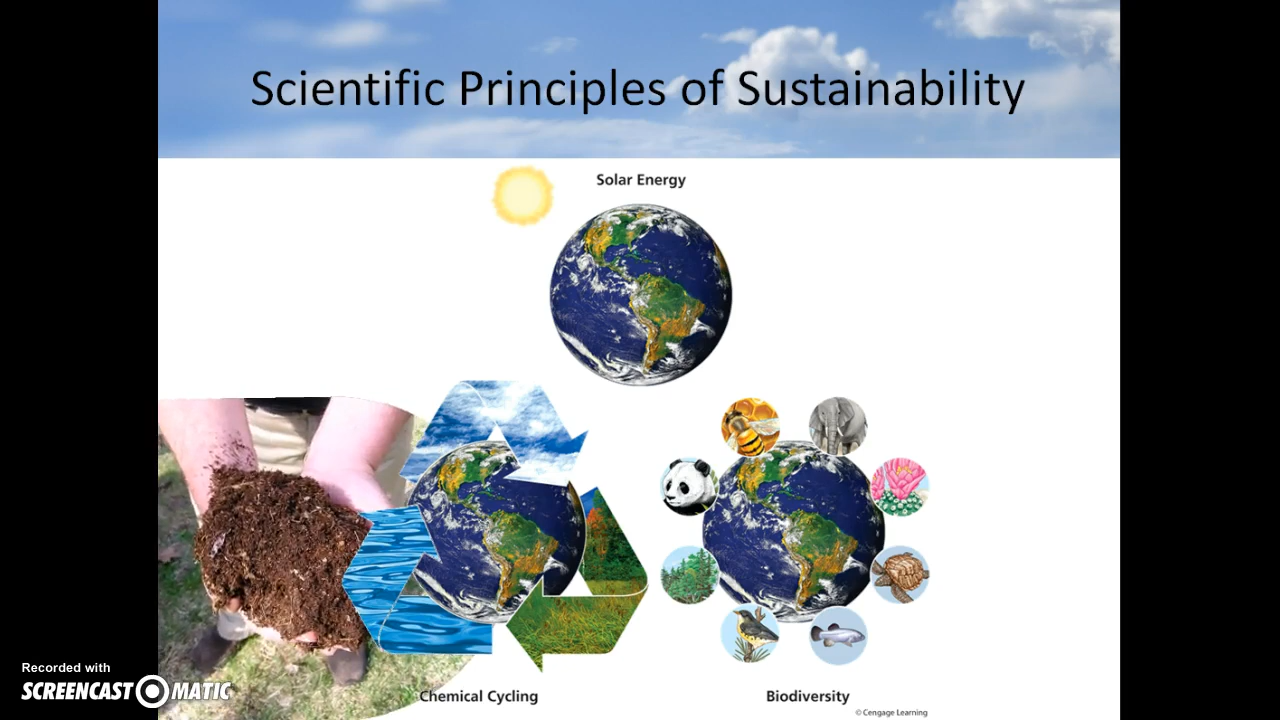 Scientific Principles of Sustainability
Solar Energy
Chemical Cycling
Biodiversity
© Cengage Learning
Recorded with
SCREENCAST-O-MATIC